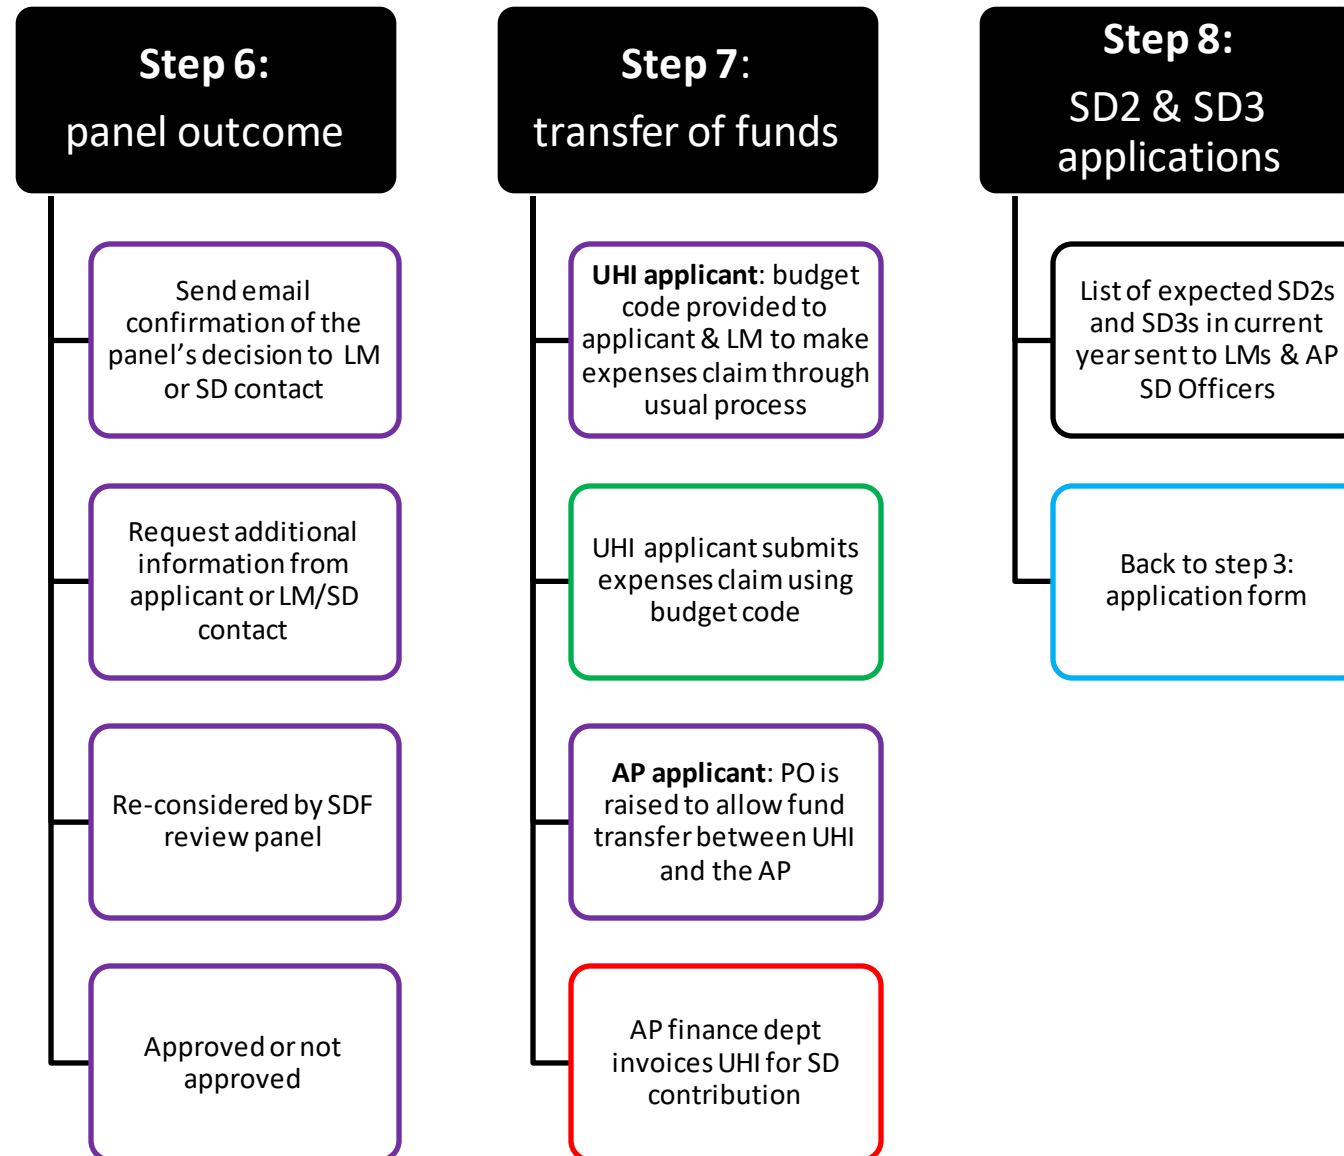 Step 6:
panel outcome
Send email
confirmation of the
panel’s decision to LM
or SD contact
Request additional
information from
applicant or LM/SD
contact
Re-considered by SDF
review panel
Approved or not
approved
Step 7:
transfer of funds
UHI applicant: budget
code provided to
applicant & LM to make
expenses claim through
usual process
UHI applicant submits
expenses claim using
budget code
AP applicant: PO is
raised to allow fund
transfer between UHI
and the AP
AP finance dept
invoices UHI for SD
contribution
Step 8:
SD2 & SD3
applications
List of expected SD2s
and SD3s in current
year sent to LMs & AP
SD Officers
Back to step 3:
application form